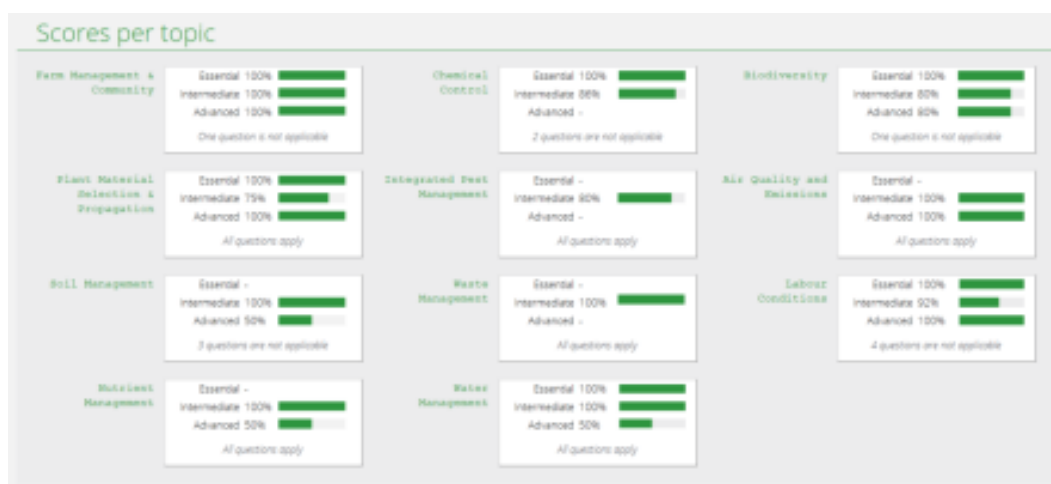 Scores per topic
Farm Management &
Community
Essential 100%
Intermediate 100%
Advanced 100%
One question is not applicable
Chemical
Control
Essential 100%
Intermediate 86%
Advanced -
2 questions are not applicable
Biodiversity
Essential 100%
Intermediate 80%
Advanced 80%
One question is not applicable
Plant Material
Selection &
Propagation
Essential 100%
Intermediate 75%
Advanced 100%
All questions apply
Integrated Pest
Management
Essential -
Intermediate 80%
Advanced -
All questions apply
Air Quality and
Emissions
Essential -
Intermediate 100%
Advanced 100%
All questions apply
Soil Management
Essential -
Intermediate 100%
Advanced 50%
3 questions are not applicable
Waste
Management
Essential -
Intermediate 100%
Advanced -
All questions apply
Labour
Conditions
Essential 100%
Intermediate 92%
Advanced 100%
4 questions are not applicable
Nutrient
Management
Essential -
Intermediate 100%
Advanced 50%
All questions apply
Water
Management
Essential 100%
Intermediate 100%
Advanced 50%
All questions apply